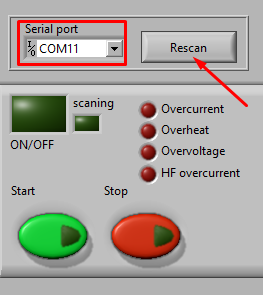 Serial port
I/O COM11
Rescan
scaning
ON/OFF
Overcurrent
Overheat
Overvoltage
HF overcurrent
Start
Stop